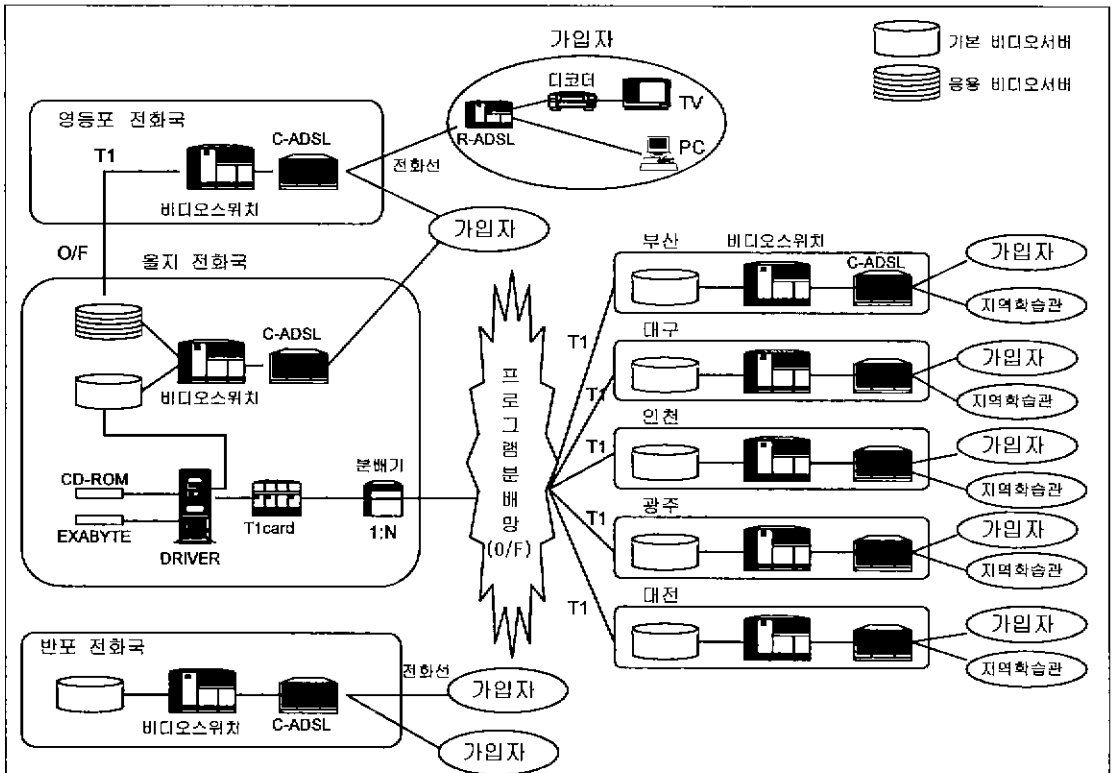 가입자
기본 비디오서버
응용 비디오서버
디코더
TV
R-ADSL
PC
영등포 전화국
T1
C-ADSL
비디오스위치
전화선
가입자
O/F
을지 전화국
C-ADSL
비디오스위치
CD-ROM
EXABYTE
DRIVER
T1card
분배기
1:N
프로그램분배망
(O/F)
T1
T1
T1
T1
T1
부산
비디오스위치
C-ADSL
가입자
지역학습관
대구
가입자
지역학습관
인천
가입자
지역학습관
광주
가입자
지역학습관
대전
가입자
지역학습관
반포 전화국
비디오스위치
C-ADSL
전화선
가입자
가입자